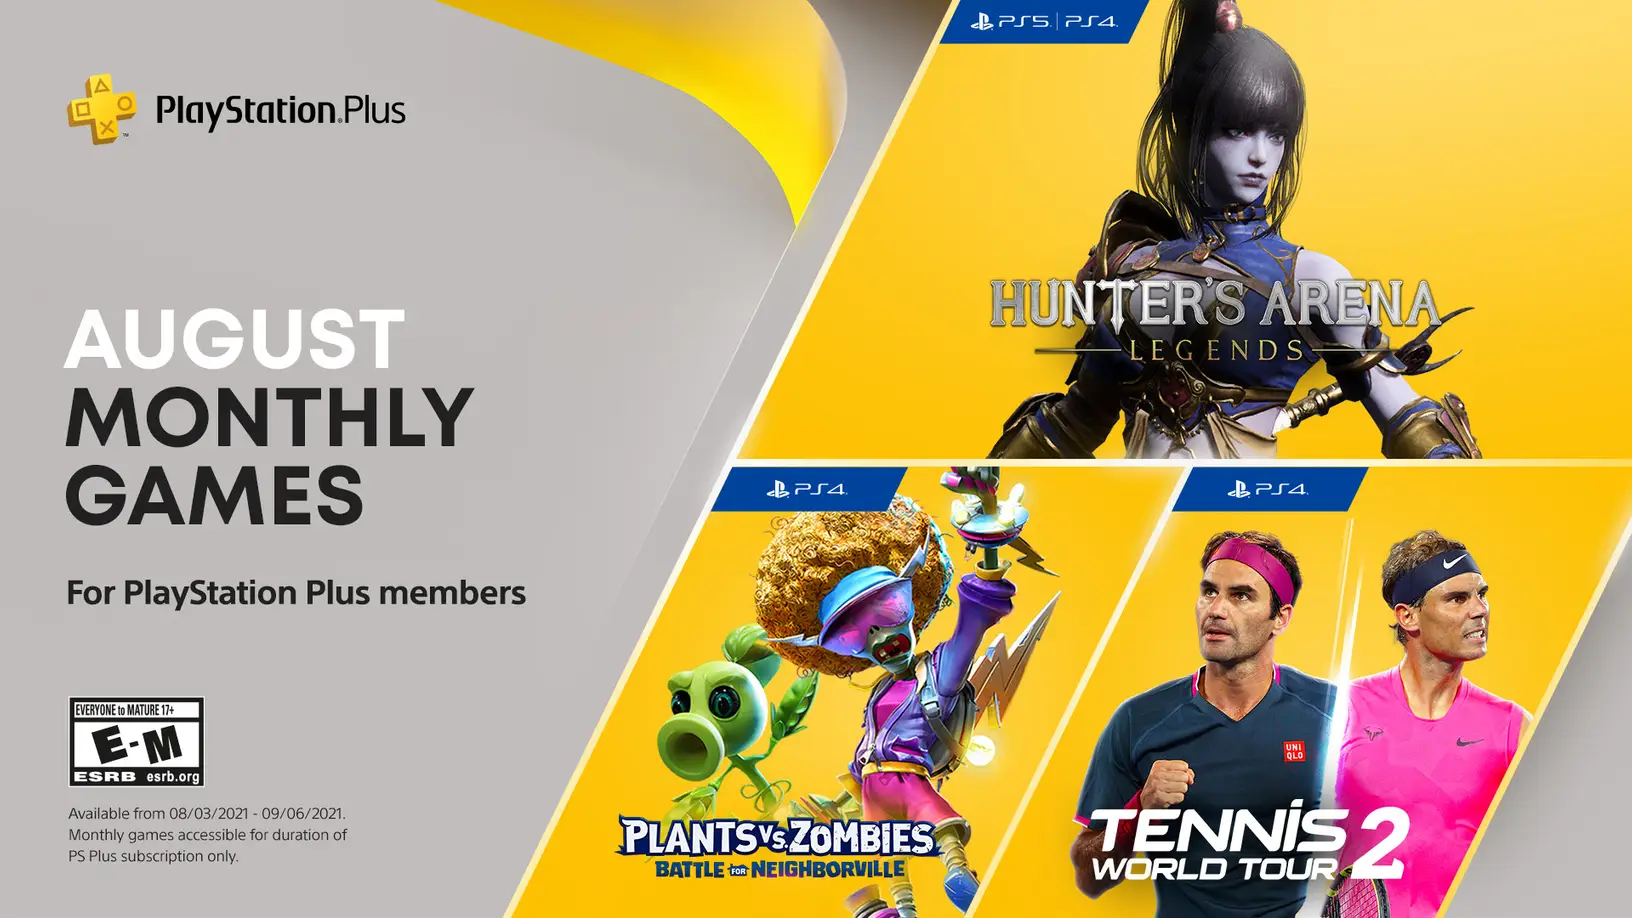 PlayStation.Plus
AUGUST
MONTHLY
GAMES
For PlayStation Plus members
EVERYONE to MATURE 17+
E-M
ESRB esrb.org
Available from 08/03/2021 - 09/06/2021.
Monthly games accessible for duration of
PS Plus subscription only.
PS5 | PS4
HUNTER'S ARENA
LEGENDS
PS4
PLANTS VS. ZOMBIES
BATTLE FOR NEIGHBORVILLE
PS4
UNI
QLO
TENNIS
WORLD TOUR 2